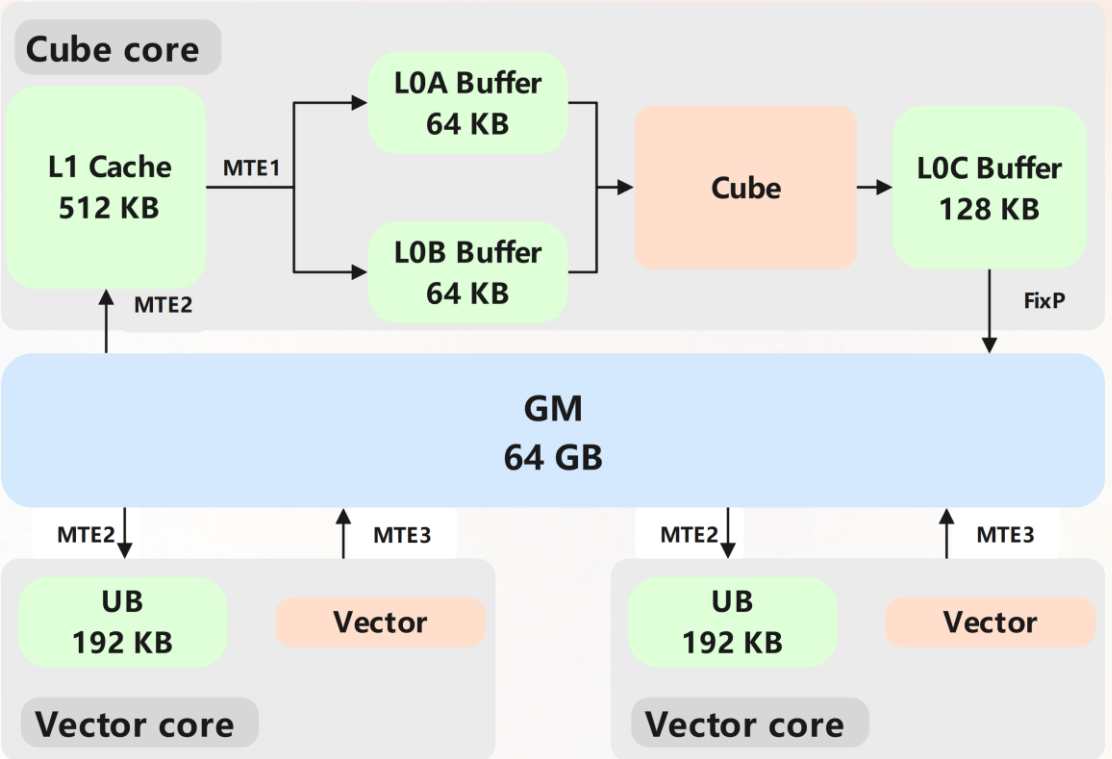 Cube core
L1 Cache
512 KB
MTE1
L0A Buffer
64 KB
L0B Buffer
64 KB
Cube
L0C Buffer
128 KB
MTE2
FixP
GM
64 GB
MTE2
MTE3
MTE2
MTE3
UB
192 KB
Vector
Vector core
UB
192 KB
Vector
Vector core